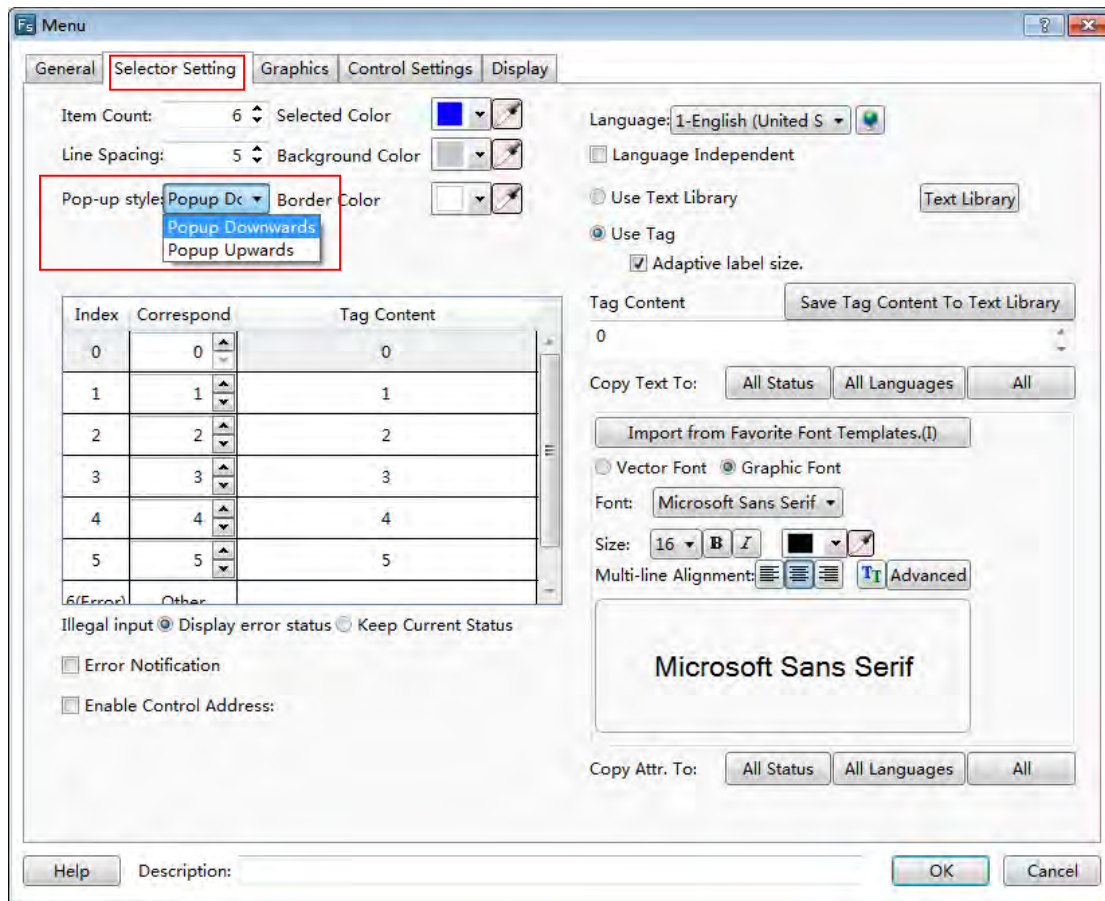 Fs Menu
General Selector Setting Graphics Control Settings Display
Item Count: 6 Selected Color
Line Spacing: 5 Background Color
Pop-up style: Popup Dc Border Color
Popup Downwards
Popup Upwards
Index Correspond Tag Content
0 0 0
1 1 1
2 2 2
3 3 3
4 4 4
5 5 5
6(Error) Other
Illegal input Display error status Keep Current Status
Error Notification
Enable Control Address:
Language: 1-English (United S
Language Independent
Use Text Library Text Library
Use Tag
Adaptive label size.
Tag Content Save Tag Content To Text Library
0
Copy Text To: All Status All Languages All
Import from Favorite Font Templates.(I)
Vector Font Graphic Font
Font: Microsoft Sans Serif
Size: 16 B I
Multi-line Alignment: TT Advanced
Microsoft Sans Serif
Copy Attr. To: All Status All Languages All
Help Description: OK Cancel